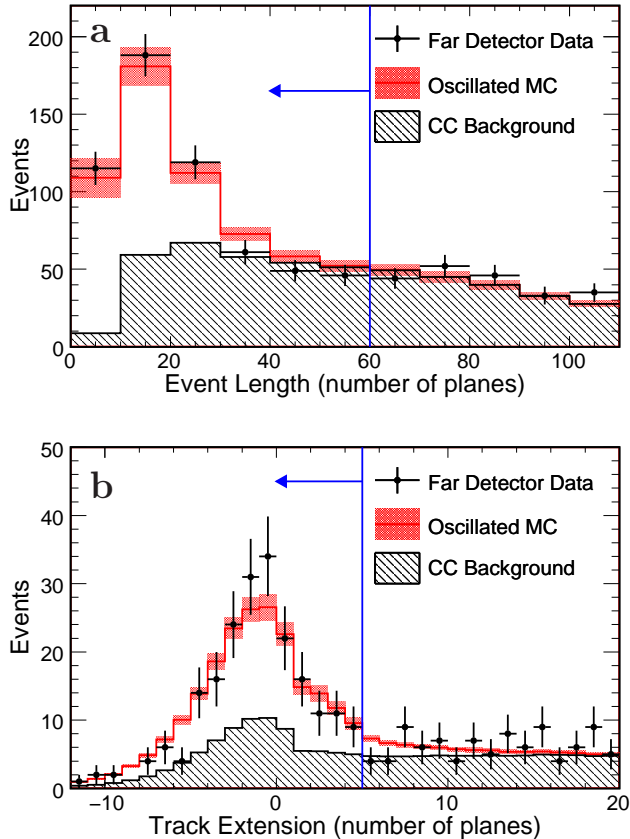 a
Far Detector Data
Oscillated MC
CC Background
Events
200
150
100
50
0
0 20 40 60 80 100
Event Length (number of planes)
b
Far Detector Data
Oscillated MC
CC Background
Events
50
40
30
20
10
0
-10 0 10 20
Track Extension (number of planes)